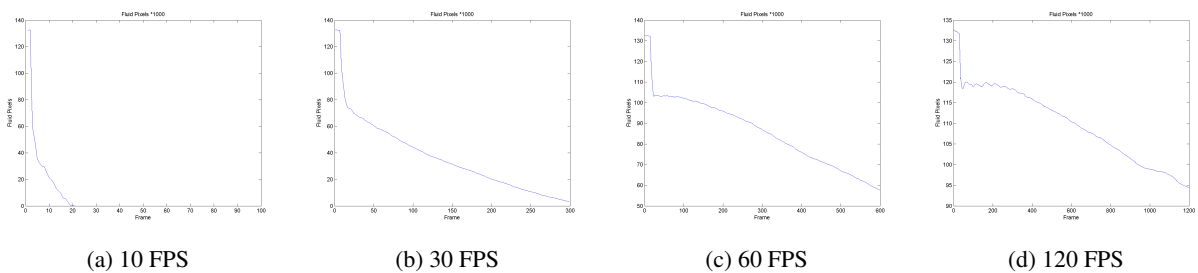 Fluid Pixels *1000
140
120
100
80
60
40
20
0
Fluid Pixels
0 10 20 30 40 50 60 70 80 90 100
Frame
(a) 10 FPS
Fluid Pixels *1000
140
120
100
80
60
40
20
0
Fluid Pixels
0 50 100 150 200 250 300
Frame
(b) 30 FPS
Fluid Pixels *1000
140
130
120
110
100
90
80
70
60
50
Fluid Pixels
0 100 200 300 400 500 600
Frame
(c) 60 FPS
Fluid Pixels *1000
135
130
125
120
115
110
105
100
95
90
Fluid Pixels
0 200 400 600 800 1000 1200
Frame
(d) 120 FPS